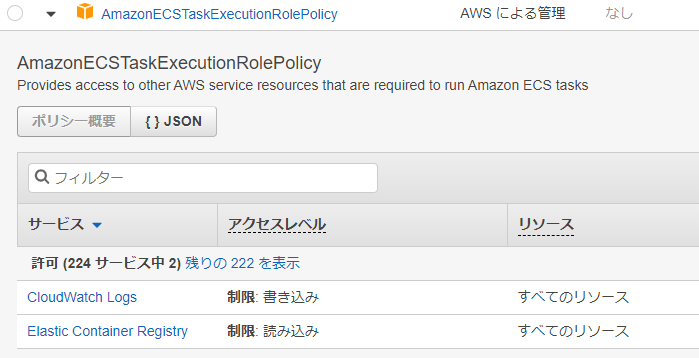 AmazonECSTaskExecutionRolePolicy AWS による管理 なし
AmazonECSTaskExecutionRolePolicy
Provides access to other AWS service resources that are required to run Amazon ECS tasks
ポリシー概要 { } JSON
フィルター
サービス アクセスレベル リソース
許可 (224 サービス中 2) 残りの 222 を表示
CloudWatch Logs 制限: 書き込み すべてのリソース
Elastic Container Registry 制限: 読み込み すべてのリソース